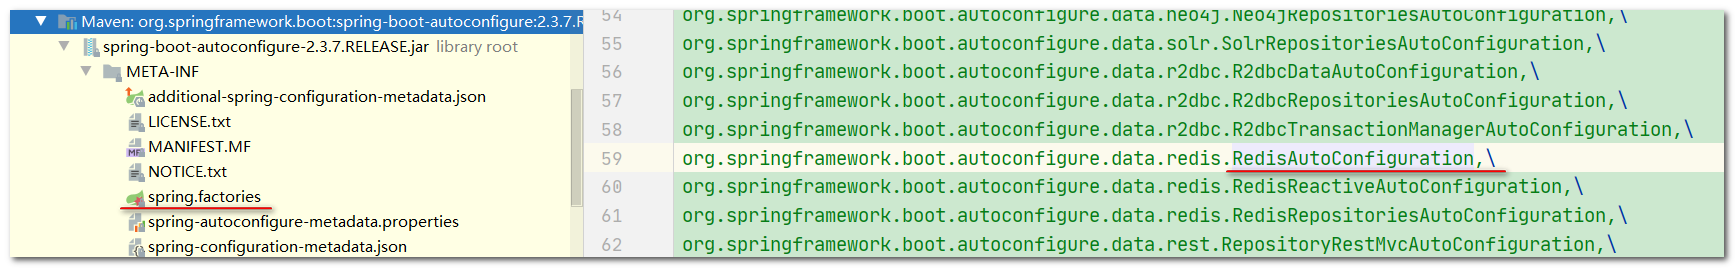 Maven: org.springframework.boot:spring-boot-autoconfigure:2.3.7.R
spring-boot-autoconfigure-2.3.7.RELEASE.jar library root
META-INF
additional-spring-configuration-metadata.json
LICENSE.txt
MANIFEST.MF
NOTICE.txt
spring.factories
spring-autoconfigure-metadata.properties
spring-configuration-metadata.json
54 org.springframework.boot.autoconfigure.data.neo4j.Neo4jRepositoriesAutoConfiguration,\
55 org.springframework.boot.autoconfigure.data.solr.SolrRepositoriesAutoConfiguration,\
56 org.springframework.boot.autoconfigure.data.r2dbc.R2dbcDataAutoConfiguration,\
57 org.springframework.boot.autoconfigure.data.r2dbc.R2dbcRepositoriesAutoConfiguration,\
58 org.springframework.boot.autoconfigure.data.r2dbc.R2dbcTransactionManagerAutoConfiguration,\
59 org.springframework.boot.autoconfigure.data.redis.RedisAutoConfiguration,\
60 org.springframework.boot.autoconfigure.data.redis.RedisReactiveAutoConfiguration,\
61 org.springframework.boot.autoconfigure.data.redis.RedisRepositoriesAutoConfiguration,\
62 org.springframework.boot.autoconfigure.data.rest.RepositoryRestMvcAutoConfiguration,\